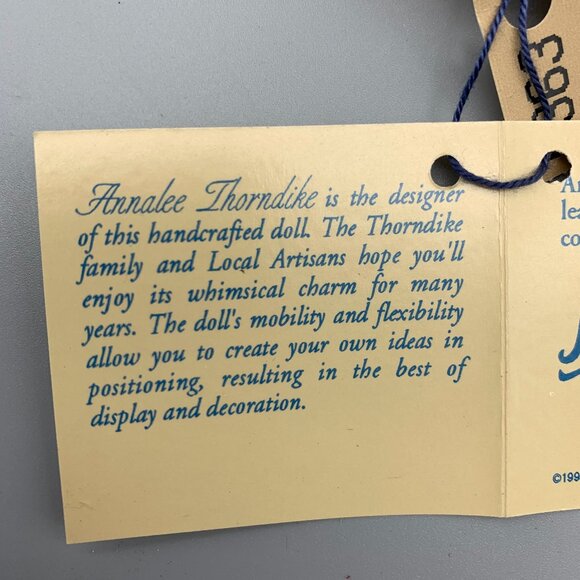 Annalee Thorndike is the designer
of this handcrafted doll. The Thorndike
family and Local Artisans hope you'll
enjoy its whimsical charm for many
years. The doll's mobility and flexibility
allow you to create your own ideas in
positioning, resulting in the best of
display and decoration.
©199